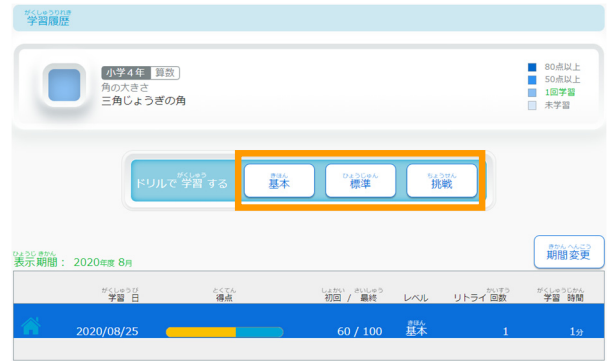 がくしゅうりれき
学習履歴
小学4年 算数
角の大きさ
三角じょうぎの角
80点以上
50点以上
1回学習
未学習
がくしゅう
ドリルで 学習 する
きほん
基本
ひょうじゅん
標準
ちょうせん
挑戦
ひょうじ きかん
表示期間： 2020年度 8月
きかん へんこう
期間変更
がくしゅう び
学習 日
とくてん
得点
しょかい さいしゅう
初回 / 最終
レベル
かいすう
リトライ 回数
がくしゅう じかん
学習 時間
2020/08/25
60 / 100
きほん
基本
1
1分